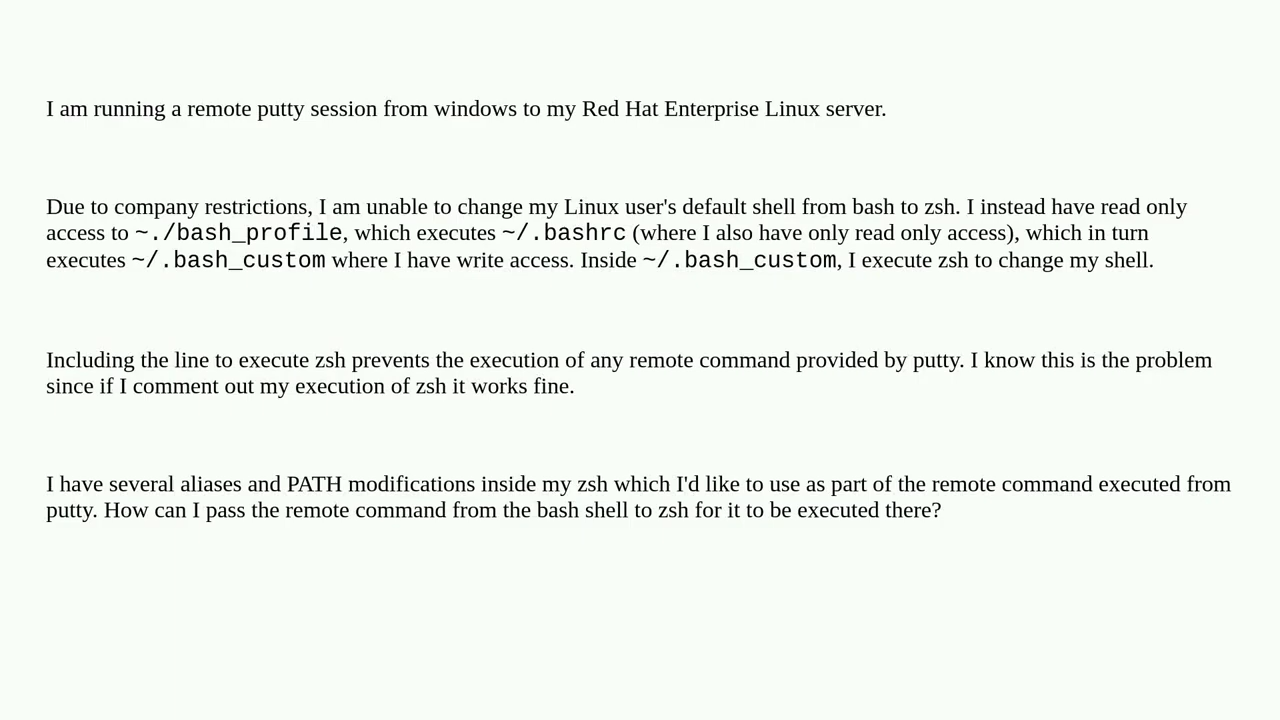 I am running a remote putty session from windows to my Red Hat Enterprise Linux server.
Due to company restrictions, I am unable to change my Linux user's default shell from bash to zsh. I instead have read only
access to ~./bash_profile, which executes ~/.bashrc (where I also have only read only access), which in turn
executes ~/.bash_custom where I have write access. Inside ~/.bash_custom, I execute zsh to change my shell.
Including the line to execute zsh prevents the execution of any remote command provided by putty. I know this is the problem
since if I comment out my execution of zsh it works fine.
I have several aliases and PATH modifications inside my zsh which I'd like to use as part of the remote command executed from
putty. How can I pass the remote command from the bash shell to zsh for it to be executed there?